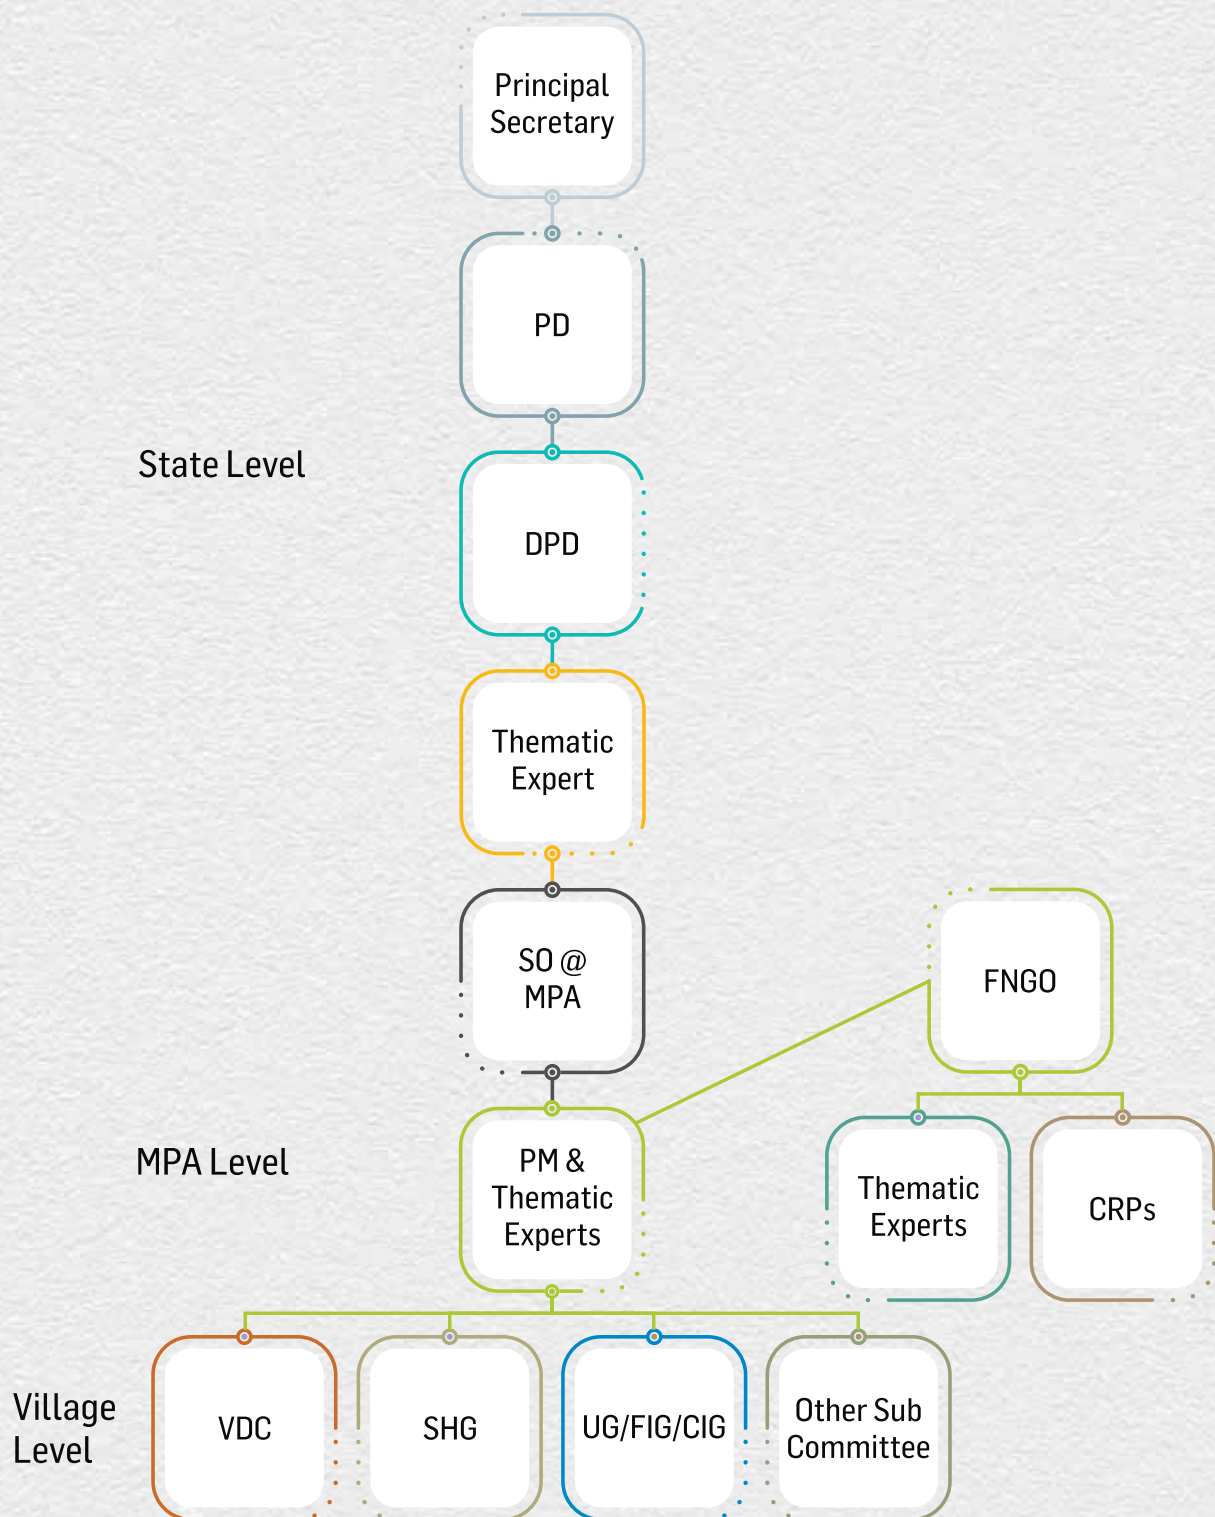 Principal
Secretary
PD
State Level
DPD
Thematic
Expert
SO @
MPA
FNGO
MPA Level
PM &
Thematic
Experts
Thematic
Experts
CRPs
Village
Level
VDC
SHG
UG/FIG/CIG
Other Sub
Committee